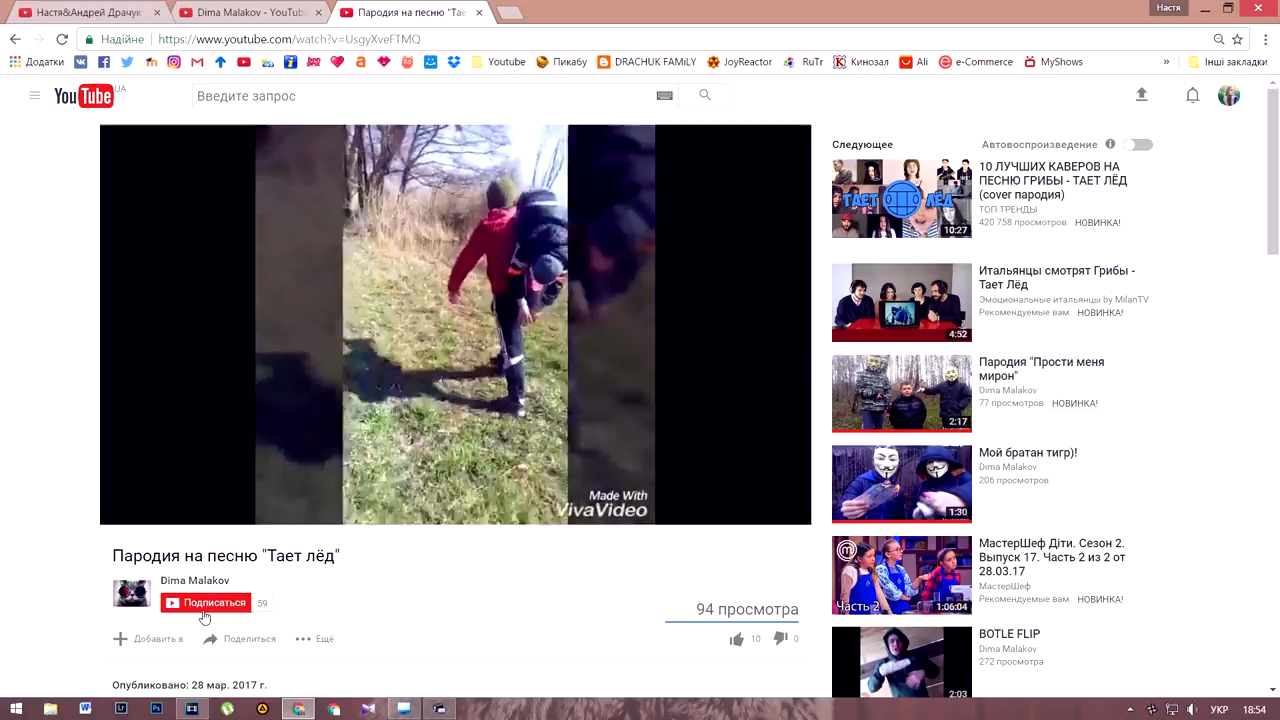 Настя&Андрей Драчук
Dima Malakov - YouTube
Пародия на песню "Тає
Настя
Надійне
https://www.youtube.com/watch?v=UsgyXveFTMQ
Додатки
Youtube
Пикабу
DRACHUK FAMiLY
JoyReactor
RuTr
Кинозал
Ali
e-Commerce
MyShows
»
Інші закладки
YouTube UA
Введите запрос
Made With
VivaVideo
Пародия на песню "Тает лёд"
Dima Malakov
Подписаться
59
94 просмотра
Добавить в
Поделиться
Ещё
10
0
Опубликовано: 28 мар. 2017 г.
Следующее
Автовоспроизведение
ТАЕТ ЛЁД
10:27
10 ЛУЧШИХ КАВЕРОВ НА
ПЕСНЮ ГРИБЫ - ТАЕТ ЛЁД
(cover пародия)
ТОП ТРЕНДЫ
420 758 просмотров НОВИНКА!
4:52
Итальянцы смотрят Грибы -
Тает Лёд
Эмоциональные итальянцы by MilanTV
Рекомендуемые вам НОВИНКА!
2:17
Пародия "Прости меня
мирон"
Dima Malakov
77 просмотров НОВИНКА!
1:30
Мой братан тигр)!
Dima Malakov
206 просмотров
Часть 2
1:06:04
МастерШеф Діти. Сезон 2.
Выпуск 17. Часть 2 из 2 от
28.03.17
МастерШеф
Рекомендуемые вам НОВИНКА!
2:03
BOTLE FLIP
Dima Malakov
272 просмотра
УКР
18:54